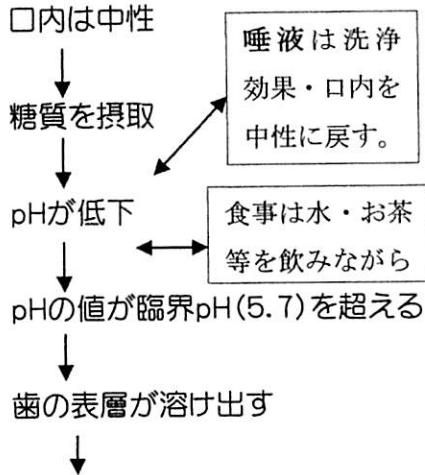 口内は中性
唾液は洗浄
効果・口内を
中性に戻す。
糖質を摂取
pHが低下
食事は水・お茶
等を飲みながら
pHの値が臨界pH(5.7)を超える
歯の表層が溶け出す